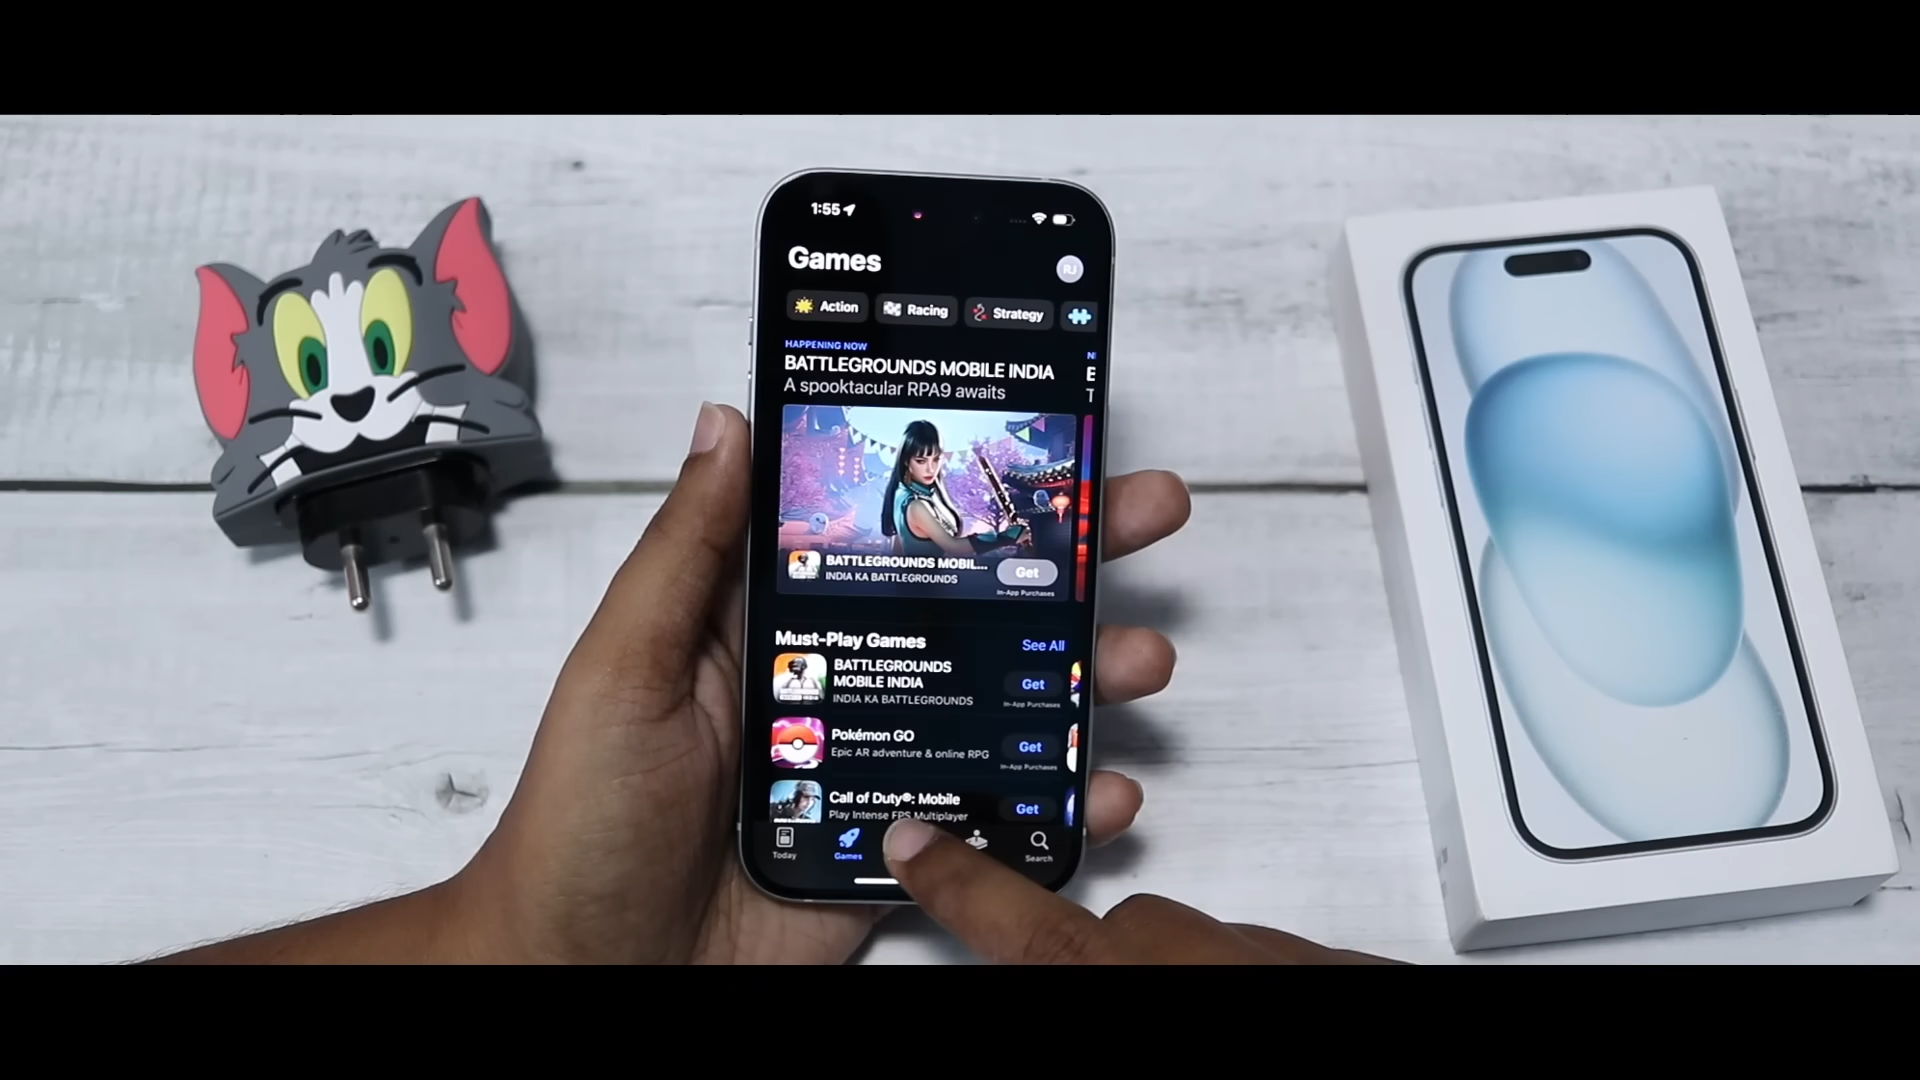 1:55
Games
RJ
Action
Racing
Strategy
HAPPENING NOW
BATTLEGROUNDS MOBILE INDIA
A spooktacular RPA9 awaits
BATTLEGROUNDS MOBIL...
INDIA KA BATTLEGROUNDS
Get
In-App Purchases
Must-Play Games
See All
BATTLEGROUNDS
MOBILE INDIA
INDIA KA BATTLEGROUNDS
Get
In-App Purchases
Pokémon GO
Epic AR adventure & online RPG
Get
In-App Purchases
Call of Duty®: Mobile
Play Intense FPS Multiplayer
Get
Today
Games
Search